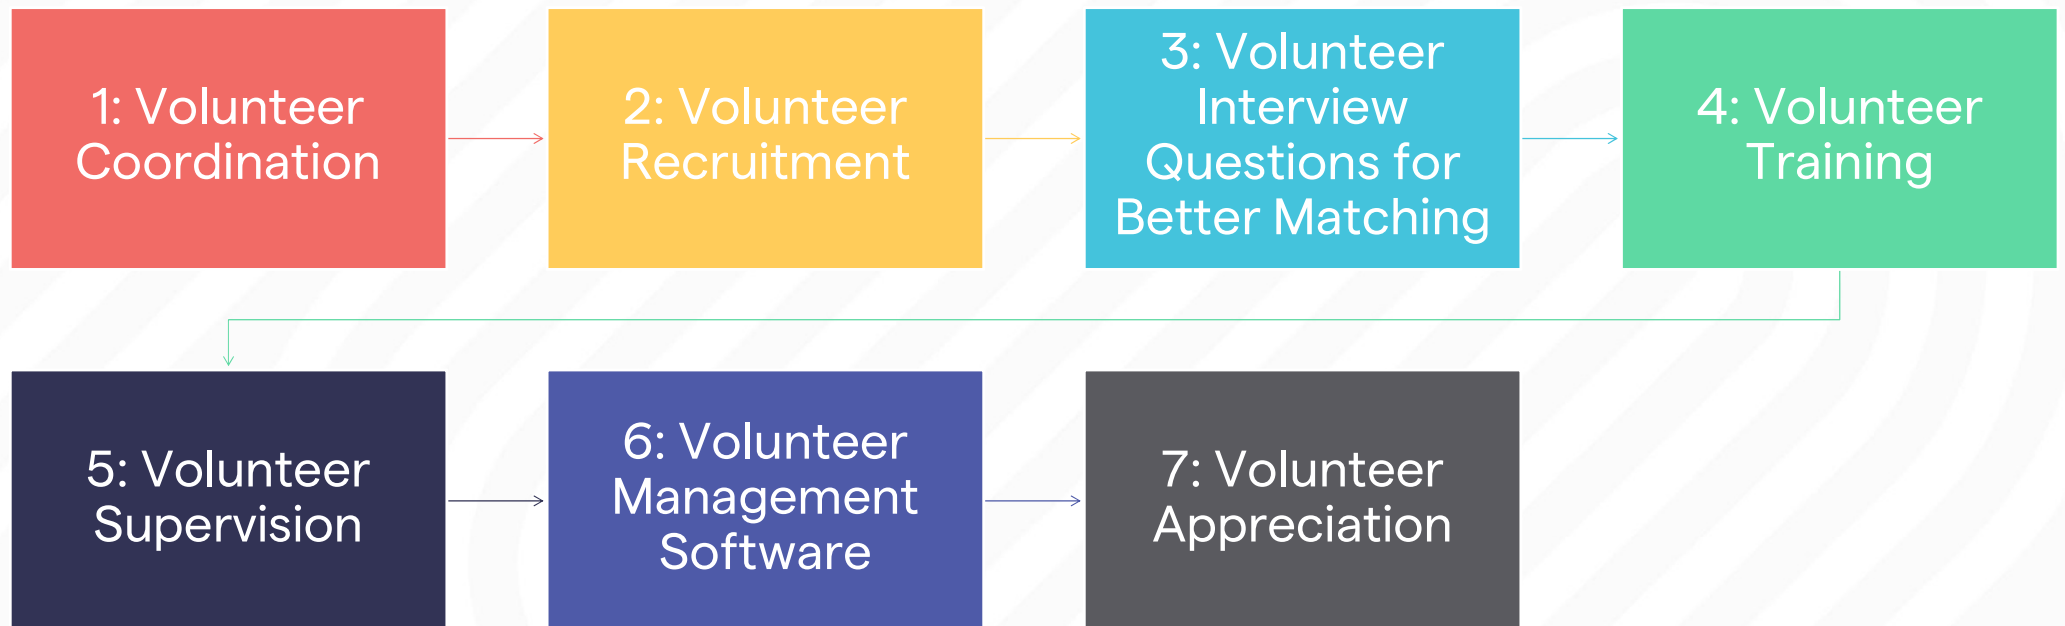 1: Volunteer
Coordination
2: Volunteer
Recruitment
3: Volunteer
Interview
Questions for
Better Matching
4: Volunteer
Training
5: Volunteer
Supervision
6: Volunteer
Management
Software
7: Volunteer
Appreciation